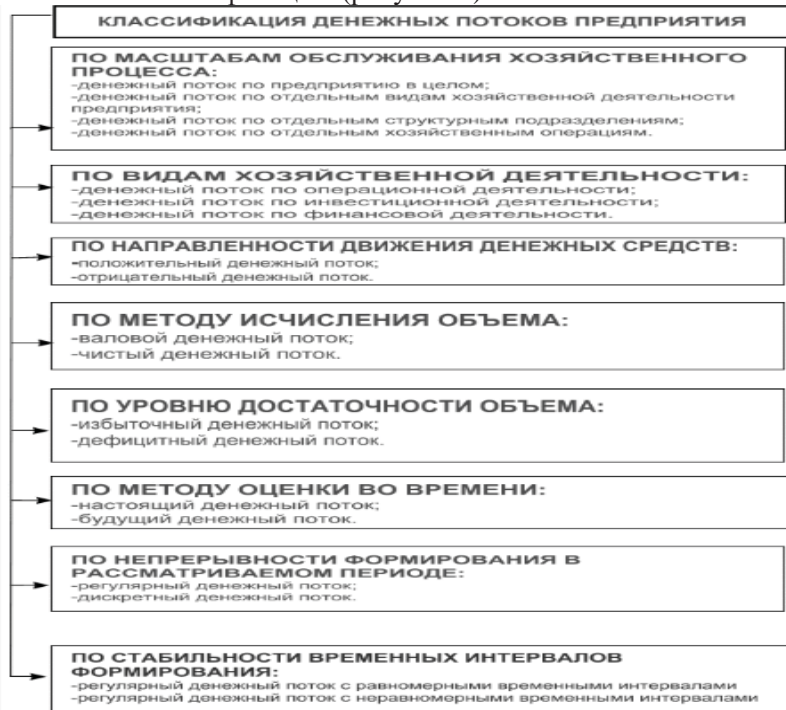 КЛАССИФИКАЦИЯ ДЕНЕЖНЫХ ПОТОКОВ ПРЕДПРИЯТИЯ
ПО МАСШТАБАМ ОБСЛУЖИВАНИЯ ХОЗЯЙСТВЕННОГО
ПРОЦЕССА:
-денежный поток по предприятию в целом;
-денежный поток по отдельным видам хозяйственной деятельности
предприятия;
-денежный поток по отдельным структурным подразделениям;
-денежный поток по отдельным хозяйственным операциям.
ПО ВИДАМ ХОЗЯЙСТВЕННОЙ ДЕЯТЕЛЬНОСТИ:
-денежный поток по операционной деятельности;
-денежный поток по инвестиционной деятельности;
-денежный поток по финансовой деятельности.
ПО НАПРАВЛЕННОСТИ ДВИЖЕНИЯ ДЕНЕЖНЫХ СРЕДСТВ:
-положительный денежный поток;
-отрицательный денежный поток.
ПО МЕТОДУ ИСЧИСЛЕНИЯ ОБЪЕМА:
-валовой денежный поток;
-чистый денежный поток.
ПО УРОВНЮ ДОСТАТОЧНОСТИ ОБЪЕМА:
-избыточный денежный поток;
-дефицитный денежный поток.
ПО МЕТОДУ ОЦЕНКИ ВО ВРЕМЕНИ:
-настоящий денежный поток;
-будущий денежный поток.
ПО НЕПРЕРЫВНОСТИ ФОРМИРОВАНИЯ В
РАССМАТРИВАЕМОМ ПЕРИОДЕ:
-регулярный денежный поток;
-дискретный денежный поток.
ПО СТАБИЛЬНОСТИ ВРЕМЕННЫХ ИНТЕРВАЛОВ
ФОРМИРОВАНИЯ:
-регулярный денежный поток с равномерными временными интервалами
-регулярный денежный поток с неравномерными временными интервалами